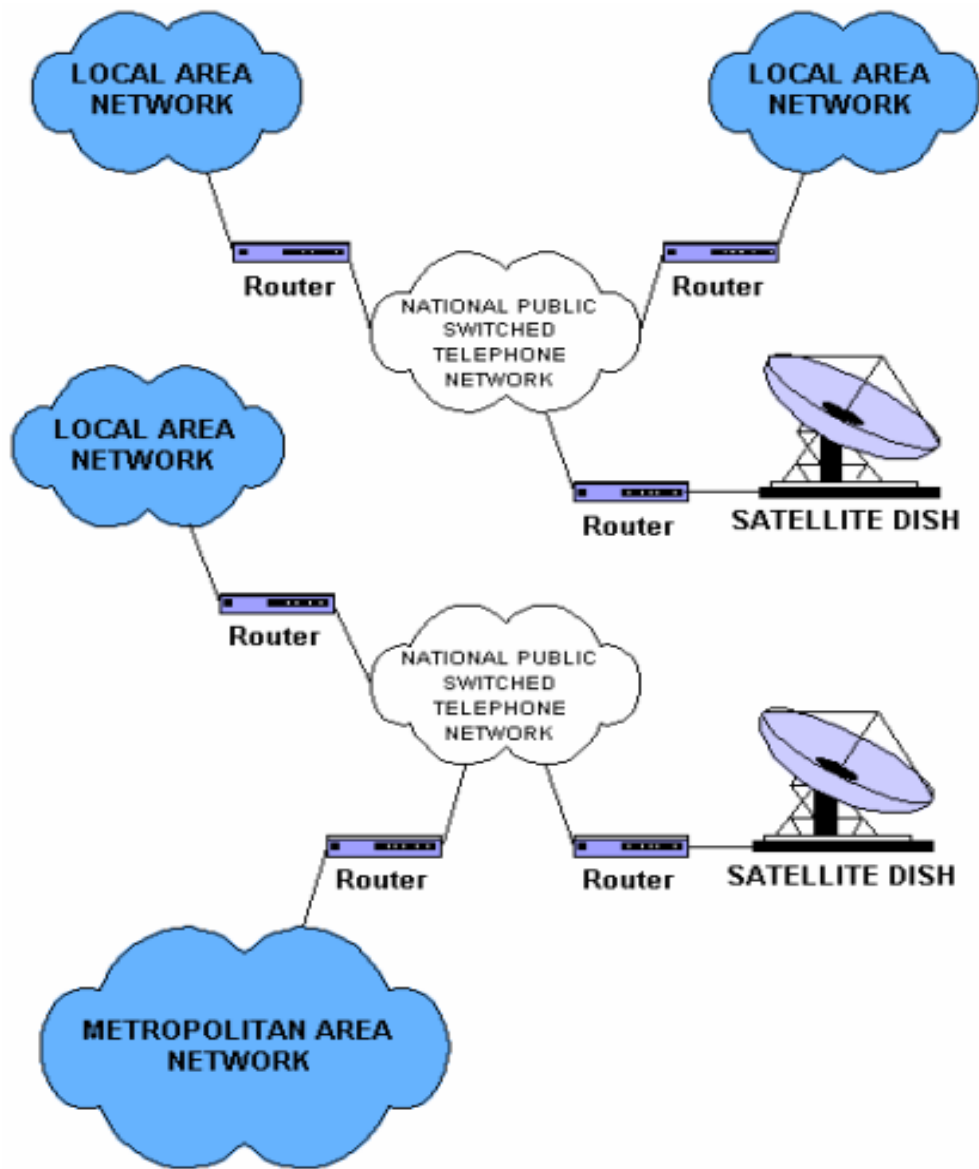 LOCAL AREA
NETWORK
LOCAL AREA
NETWORK
Router
Router
NATIONAL PUBLIC
SWITCHED
TELEPHONE
NETWORK
LOCAL AREA
NETWORK
Router
SATELLITE DISH
Router
NATIONAL PUBLIC
SWITCHED
TELEPHONE
NETWORK
Router
Router
SATELLITE DISH
METROPOLITAN AREA
NETWORK